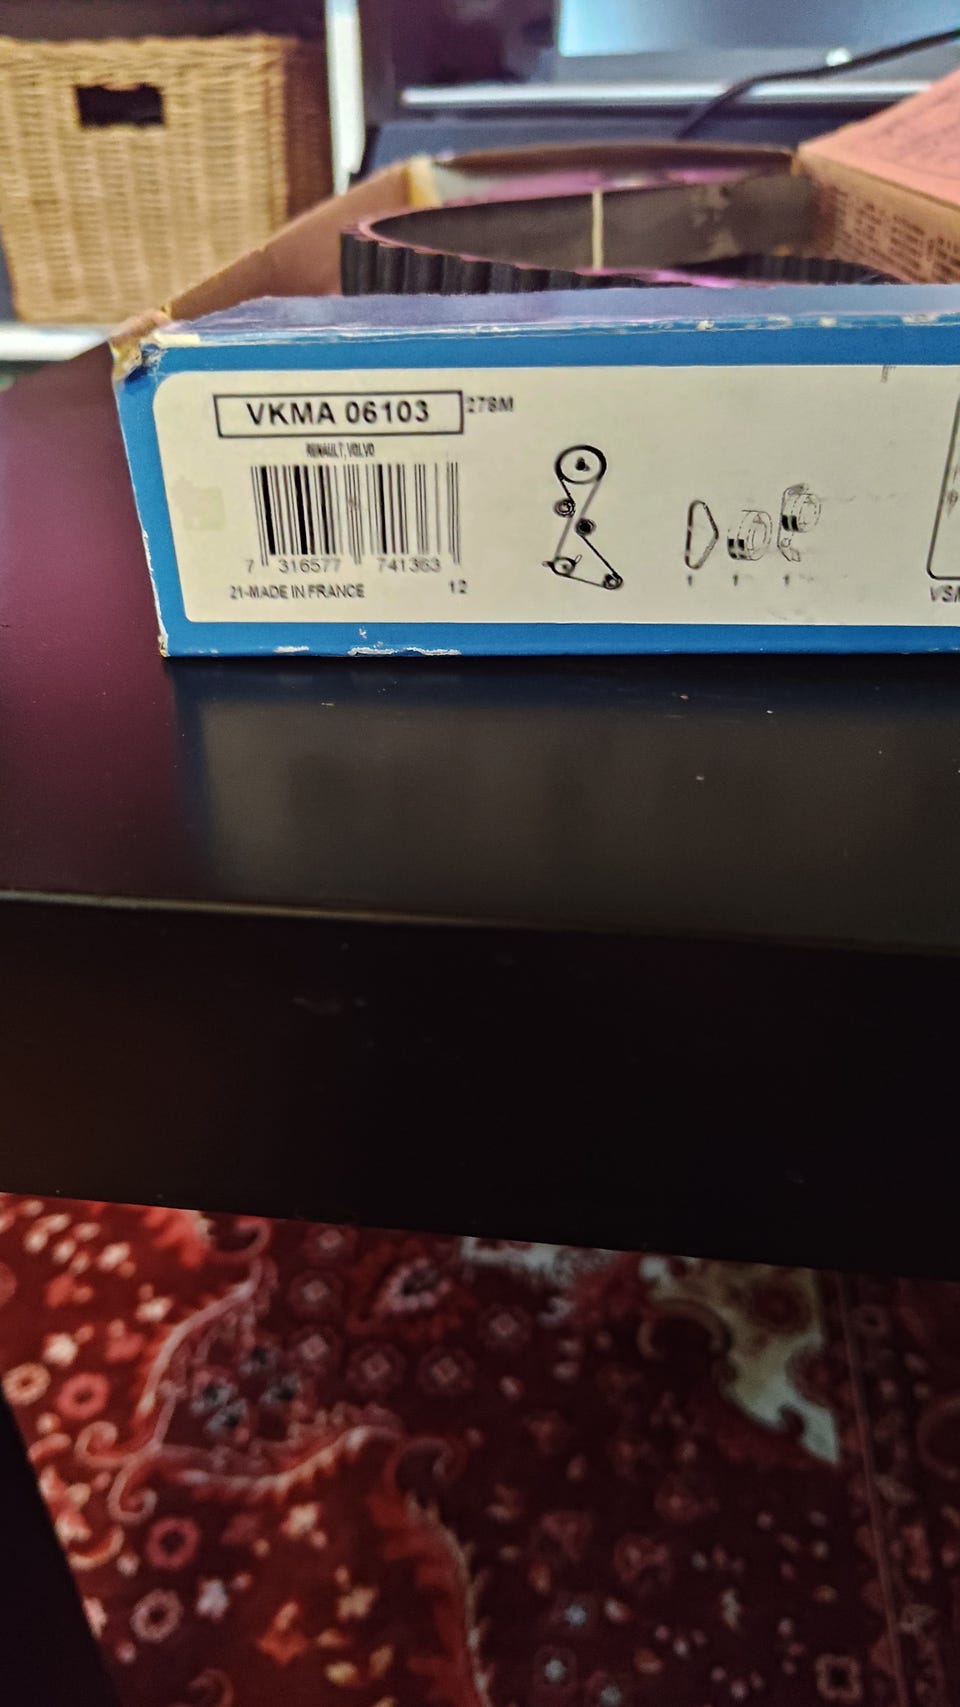 VKMA 06103
278M
RENAULT, VOLVO
7 316577 741363
21-MADE IN FRANCE 12
1 1 1